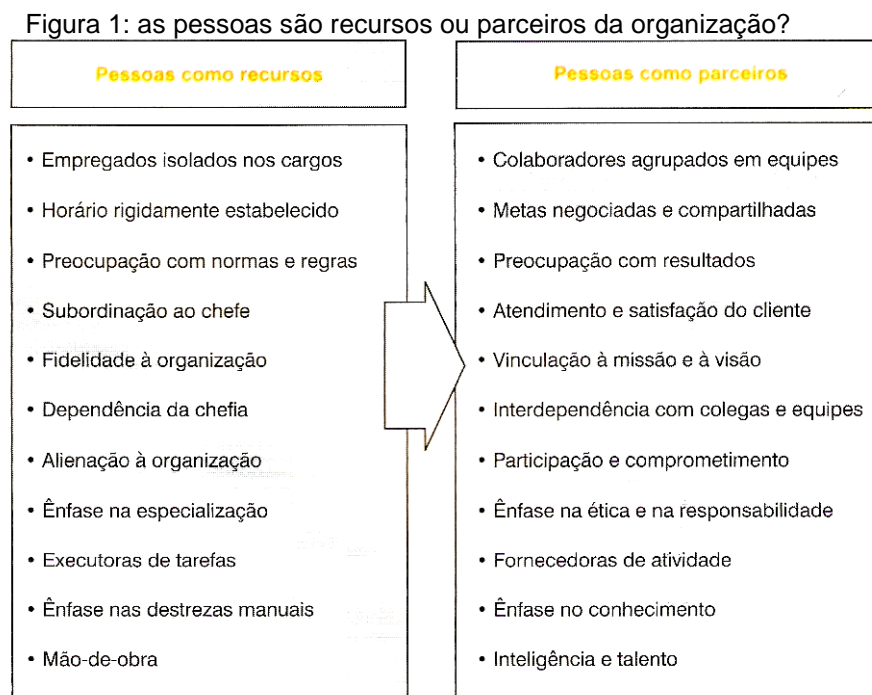 Figura 1: as pessoas são recursos ou parceiros da organização?
Pessoas como recursos
• Empregados isolados nos cargos
• Horário rigidamente estabelecido
• Preocupação com normas e regras
• Subordinação ao chefe
• Fidelidade à organização
• Dependência da chefia
• Alienação à organização
• Ênfase na especialização
• Executoras de tarefas
• Ênfase nas destrezas manuais
• Mão-de-obra
Pessoas como parceiros
• Colaboradores agrupados em equipes
• Metas negociadas e compartilhadas
• Preocupação com resultados
• Atendimento e satisfação do cliente
• Vinculação à missão e à visão
• Interdependência com colegas e equipes
• Participação e comprometimento
• Ênfase na ética e na responsabilidade
• Fornecedoras de atividade
• Ênfase no conhecimento
• Inteligência e talento